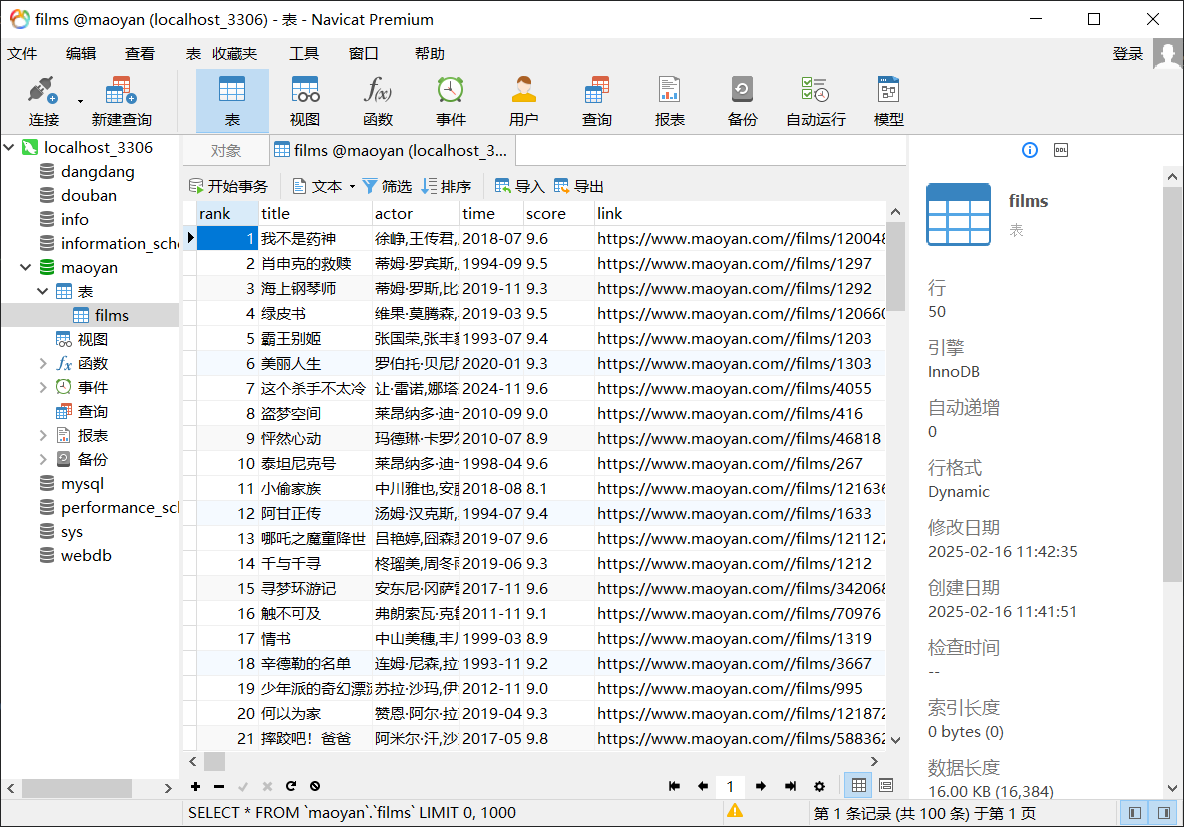 films @maoyan (localhost_3306) - 表 - Navicat Premium
文件 编辑 查看 表 收藏夹 工具 窗口 帮助 登录
连接 新建查询 表 视图 函数 事件 用户 查询 报表 备份 自动运行 模型
localhost_3306
dangdang
douban
info
information_sche
maoyan
表
films
视图
函数
事件
查询
报表
备份
mysql
performance_scl
sys
webdb
对象 films @maoyan (localhost_3...
开始事务 文本 筛选 排序 导入 导出
rank title actor time score link
1 我不是药神 徐峥,王传君, 2018-07 9.6 https://www.maoyan.com//films/120048
2 肖申克的救赎 蒂姆·罗宾斯, 1994-09 9.5 https://www.maoyan.com//films/1297
3 海上钢琴师 蒂姆·罗斯,比 2019-11 9.3 https://www.maoyan.com//films/1292
4 绿皮书 维果·莫腾森, 2019-03 9.5 https://www.maoyan.com//films/120660
5 霸王别姬 张国荣,张丰 1993-07 9.4 https://www.maoyan.com//films/1203
6 美丽人生 罗伯托·贝尼 2020-01 9.3 https://www.maoyan.com//films/1303
7 这个杀手不太冷 让·雷诺,娜塔 2024-11 9.6 https://www.maoyan.com//films/4055
8 盗梦空间 莱昂纳多·迪 2010-09 9.0 https://www.maoyan.com//films/416
9 怦然心动 玛德琳·卡罗 2010-07 8.9 https://www.maoyan.com//films/46818
10 泰坦尼克号 莱昂纳多·迪 1998-04 9.6 https://www.maoyan.com//films/267
11 小偷家族 中川雅也,安 2018-08 8.1 https://www.maoyan.com//films/121636
12 阿甘正传 汤姆·汉克斯, 1994-07 9.4 https://www.maoyan.com//films/1633
13 哪吒之魔童降世 吕艳婷,囧森 2019-07 9.6 https://www.maoyan.com//films/121127
14 千与千寻 柊瑠美,周冬 2019-06 9.3 https://www.maoyan.com//films/1212
15 寻梦环游记 安东尼·冈萨 2017-11 9.6 https://www.maoyan.com//films/342068
16 触不可及 弗朗索瓦·克 2011-11 9.1 https://www.maoyan.com//films/70976
17 情书 中山美穗,丰 1999-03 8.9 https://www.maoyan.com//films/1319
18 辛德勒的名单 连姆·尼森,拉 1993-11 9.2 https://www.maoyan.com//films/3667
19 少年派的奇幻漂 苏拉·沙玛,伊 2012-11 9.0 https://www.maoyan.com//films/995
20 何以为家 赞恩·阿尔·拉 2019-04 9.3 https://www.maoyan.com//films/121872
21 摔跤吧！爸爸 阿米尔·汗,沙 2017-05 9.8 https://www.maoyan.com//films/588362
1
DDL
films
表
行
50
引擎
InnoDB
自动递增
0
行格式
Dynamic
修改日期
2025-02-16 11:42:35
创建日期
2025-02-16 11:41:51
检查时间
--
索引长度
0 bytes (0)
数据长度
16.00 KB (16,384)
SELECT * FROM `maoyan`.`films` LIMIT 0, 1000 第 1 条记录 (共 100 条) 于第 1 页